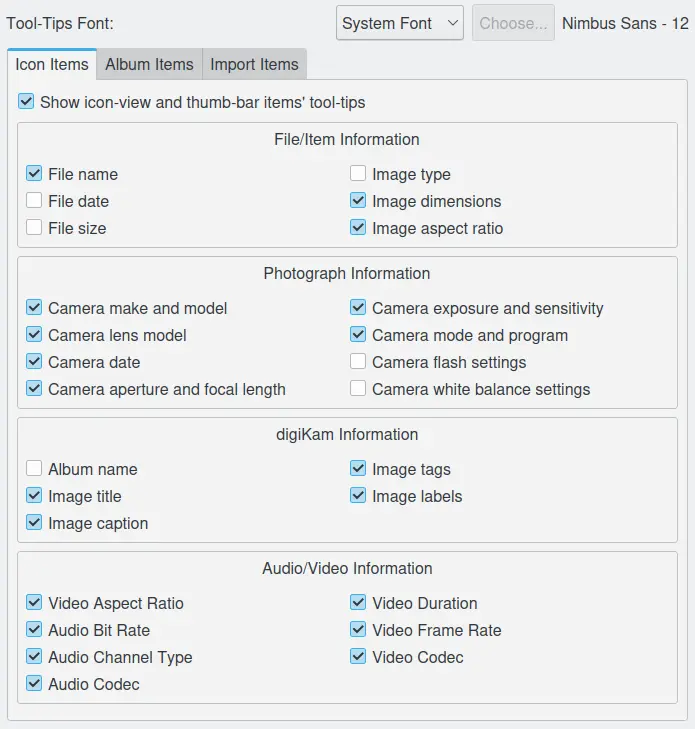 Tool-Tips Font: System Font Choose... Nimbus Sans - 12
Icon Items Album Items Import Items
Show icon-view and thumb-bar items' tool-tips
File/Item Information
File name Image type
File date Image dimensions
File size Image aspect ratio
Photograph Information
Camera make and model Camera exposure and sensitivity
Camera lens model Camera mode and program
Camera date Camera flash settings
Camera aperture and focal length Camera white balance settings
digiKam Information
Album name Image tags
Image title Image labels
Image caption
Audio/Video Information
Video Aspect Ratio Video Duration
Audio Bit Rate Video Frame Rate
Audio Channel Type Video Codec
Audio Codec